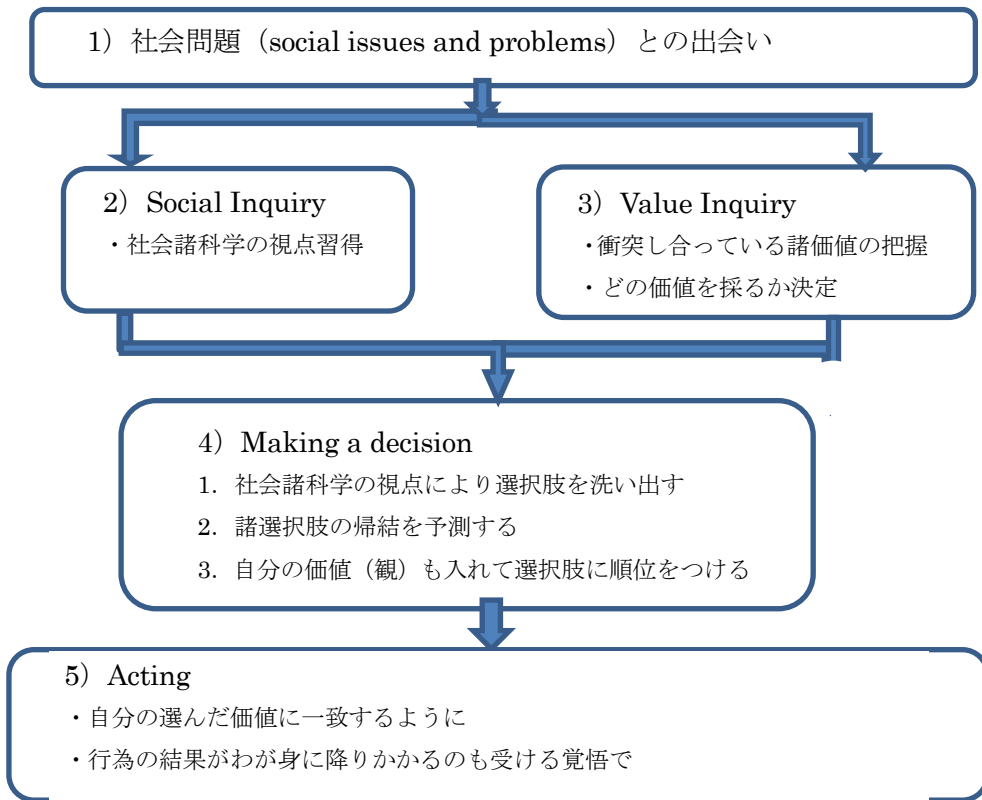 1）社会問題（social issues and problems）との出会い
2）Social Inquiry
・社会諸科学の視点習得
3）Value Inquiry
・衝突し合っている諸価値の把握
・どの価値を採るか決定
4）Making a decision
1．社会諸科学の視点により選択肢を洗い出す
2．諸選択肢の帰結を予測する
3．自分の価値（観）も入れて選択肢に順位をつける
5）Acting
・自分の選んだ価値に一致するように
・行為の結果がわが身に降りかかるのも受ける覚悟で